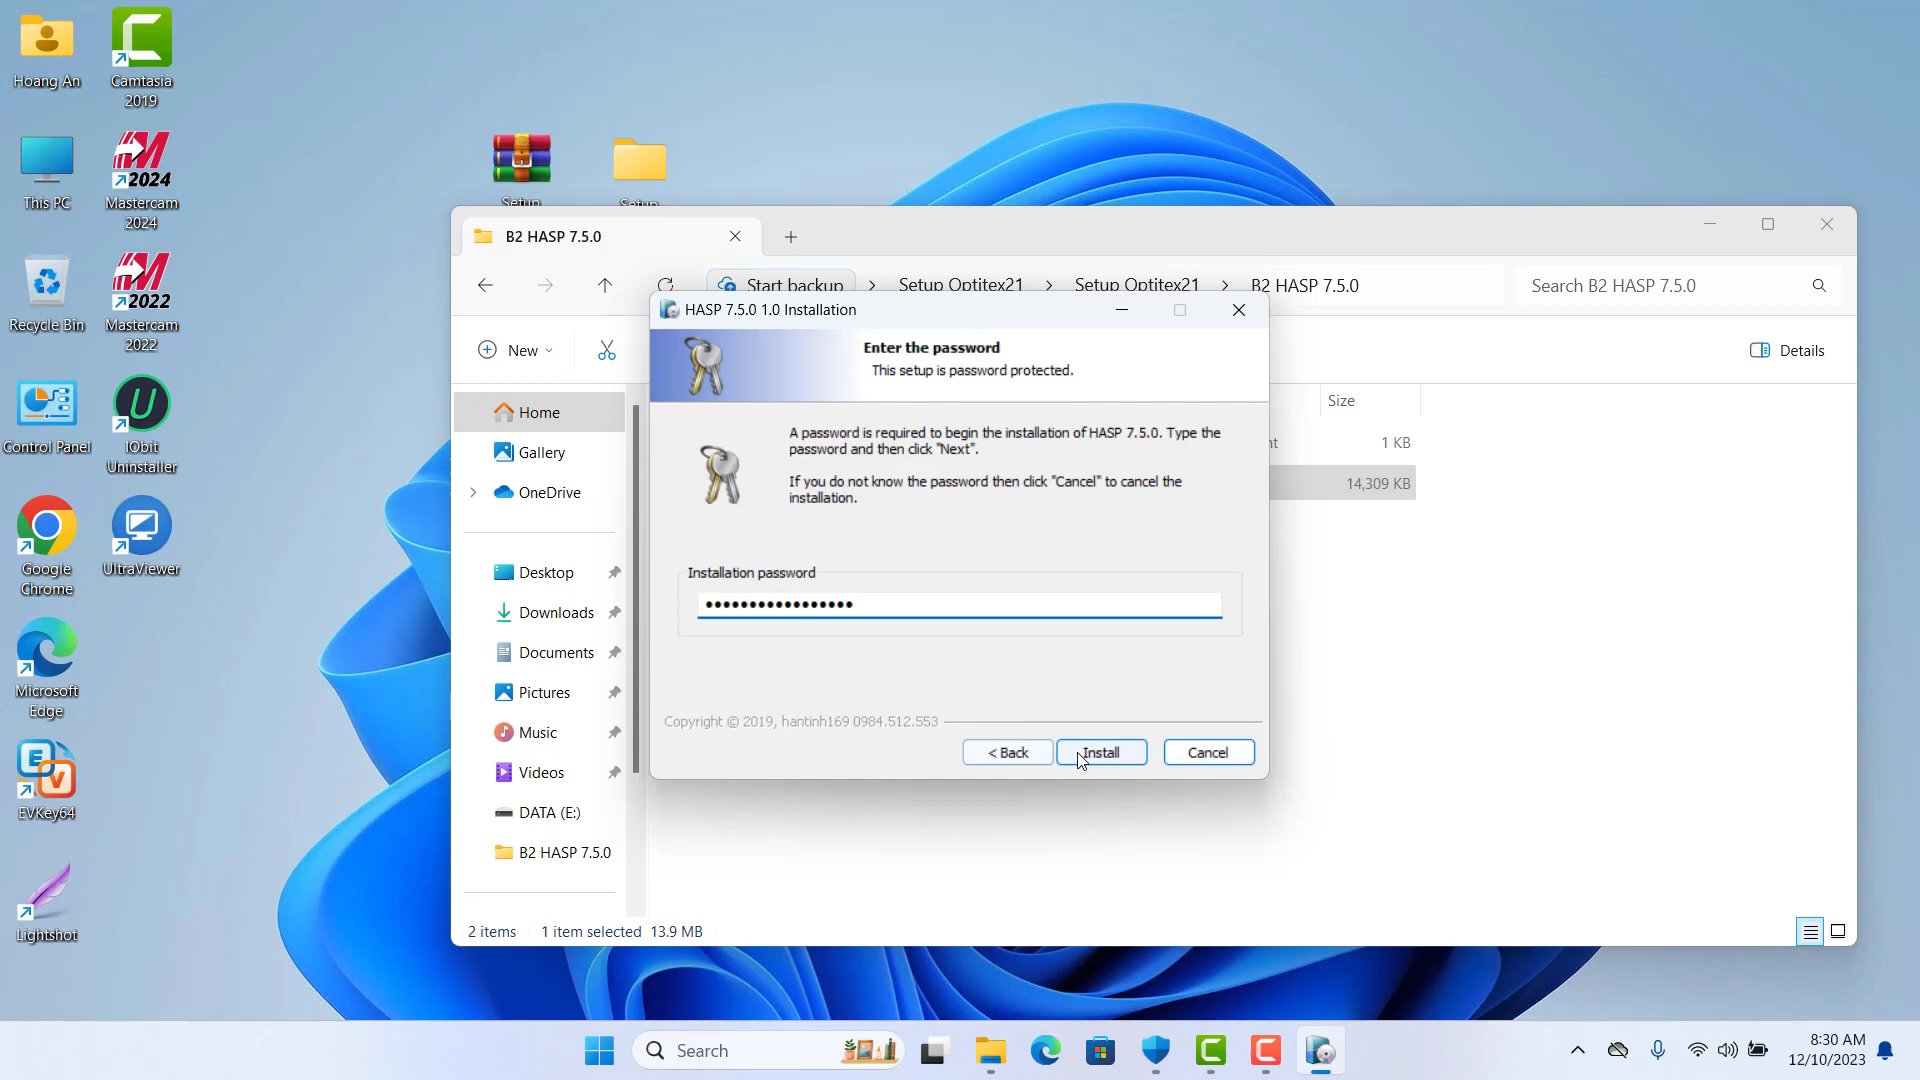 Hoang An
Camtasia
2019
This PC
2024
Mastercam
2024
Recycle Bin
2022
Mastercam
2022
Control Panel
IObit
Uninstaller
Google
Chrome
UltraViewer
Microsoft
Edge
EVKey64
Lightshot
Setup
Setup
B2 HASP 7.5.0
Start backup > Setup Optitex21 > Setup Optitex21 > B2 HASP 7.5.0
Search B2 HASP 7.5.0
New
Details
Home
Gallery
OneDrive
Desktop
Downloads
Documents
Pictures
Music
Videos
DATA (E:)
B2 HASP 7.5.0
Size
nt
1 KB
14,309 KB
HASP 7.5.0 1.0 Installation
Enter the password
This setup is password protected.
A password is required to begin the installation of HASP 7.5.0. Type the
password and then click "Next".
If you do not know the password then click "Cancel" to cancel the
installation.
Installation password
•••••••••••••••••
Copyright © 2019, hantinh169 0984.512.553
< Back
Install
Cancel
2 items
1 item selected 13.9 MB
Search
8:30 AM
12/10/2023